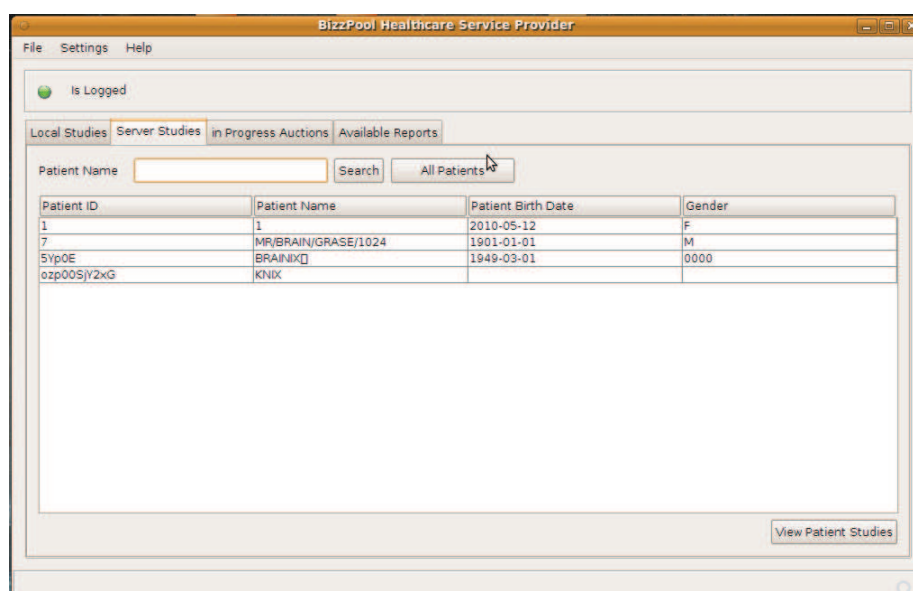 BizzPool Healthcare Service Provider
File Settings Help
Is Logged
Local Studies Server Studies in Progress Auctions Available Reports
Patient Name Search All Patients
Patient ID Patient Name Patient Birth Date Gender
1 1 2010-05-12 F
7 MR/BRAIN/GRASE/1024 1901-01-01 M
5Yp0E BRAINIX▯ 1949-03-01 0000
ozp00SjY2xG KNIX
View Patient Studies